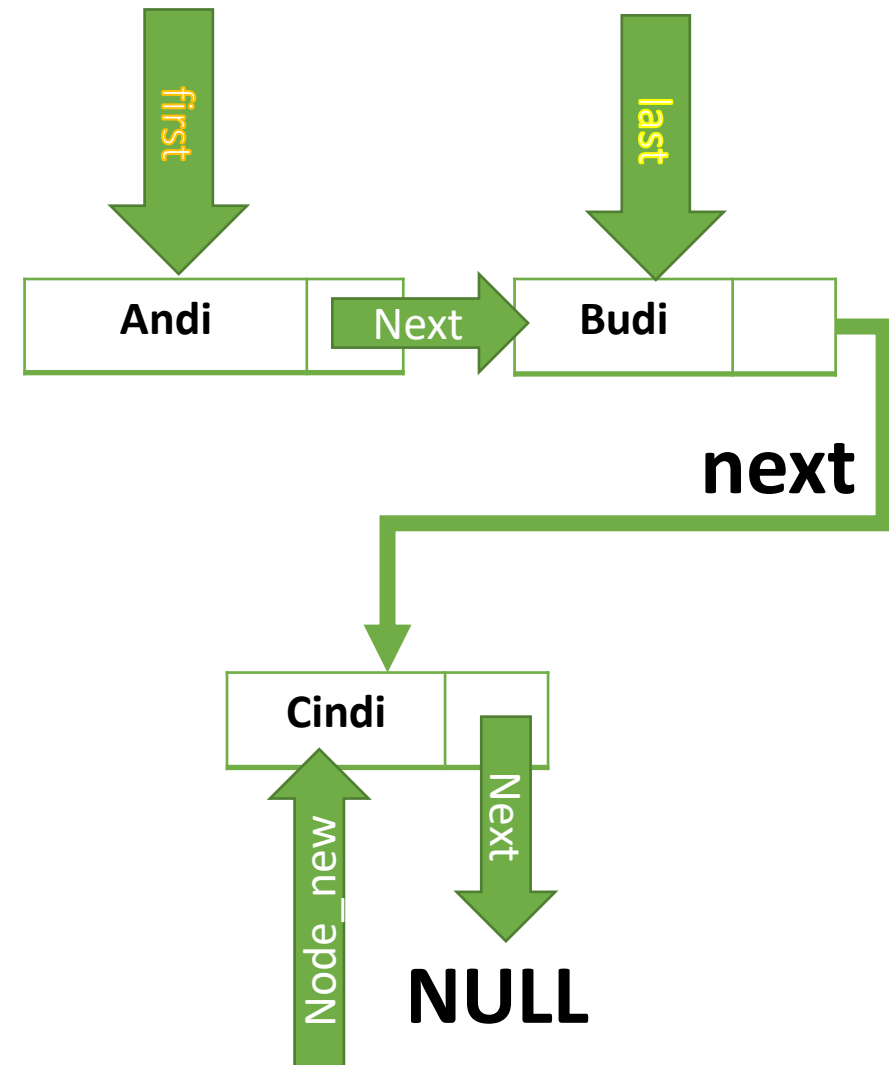 first
last
Andi
Next
Budi
next
Cindi
Next
Node_new
NULL